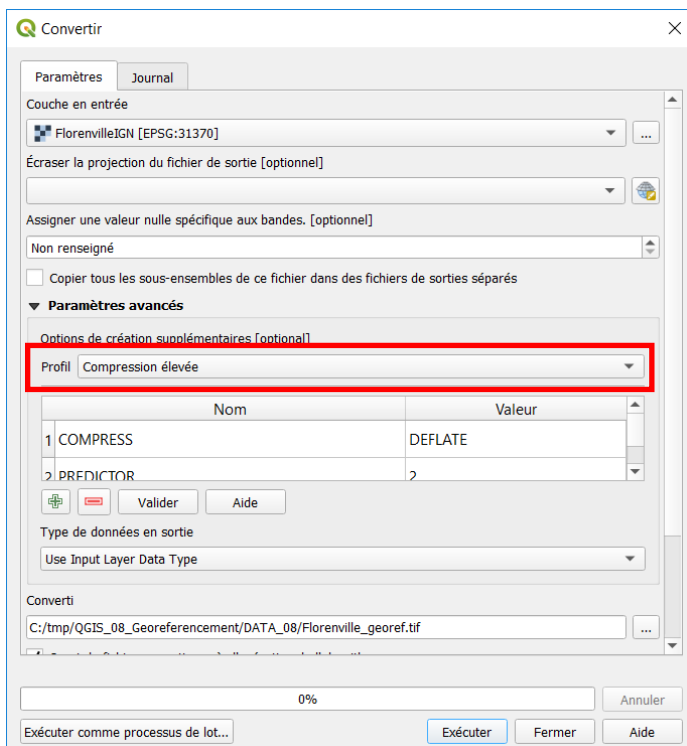 Convertir
Paramètres Journal
Couche en entrée
FlorenvilleIGN [EPSG:31370] ...
Écraser la projection du fichier de sortie [optionnel]
Assigner une valeur nulle spécifique aux bandes. [optionnel]
Non renseigné
Copier tous les sous-ensembles de ce fichier dans des fichiers de sorties séparés
Paramètres avancés
Options de création supplémentaires [optional]
Profil Compression élevée
Nom Valeur
1 COMPRESS DEFLATE
2 PREDICTOR 2
Valider Aide
Type de données en sortie
Use Input Layer Data Type
Converti
C:/tmp/QGIS_08_Georeferencement/DATA_08/Florenville_georef.tif ...
0% Annuler
Exécuter comme processus de lot... Exécuter Fermer Aide